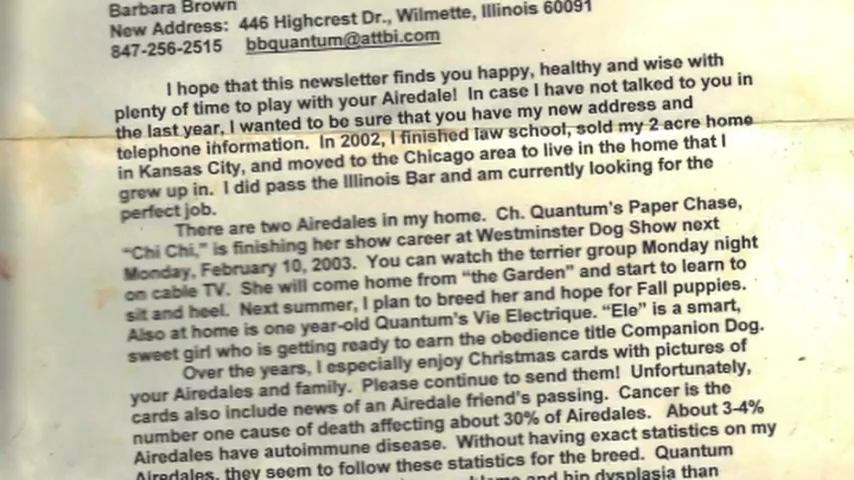 Barbara Brown
New Address: 446 Highcrest Dr., Wilmette, Illinois 60091
847-256-2515 bbquantum@attbi.com
I hope that this newsletter finds you happy, healthy and wise with
plenty of time to play with your Airedale! In case I have not talked to you in
the last year, I wanted to be sure that you have my new address and
telephone information. In 2002, I finished law school, sold my 2 acre home
in Kansas City, and moved to the Chicago area to live in the home that I
grew up in. I did pass the Illinois Bar and am currently looking for the
perfect job.
There are two Airedales in my home. Ch. Quantum's Paper Chase,
"Chi Chi," is finishing her show career at Westminster Dog Show next
Monday, February 10, 2003. You can watch the terrier group Monday night
on cable TV. She will come home from "the Garden" and start to learn to
sit and heel. Next summer, I plan to breed her and hope for Fall puppies.
Also at home is one year-old Quantum's Vie Electrique. "Ele" is a smart,
sweet girl who is getting ready to earn the obedience title Companion Dog.
Over the years, I especially enjoy Christmas cards with pictures of
your Airedales and family. Please continue to send them! Unfortunately,
cards also include news of an Airedale friend's passing. Cancer is the
number one cause of death affecting about 30% of Airedales. About 3-4%
Airedales have autoimmune disease. Without having exact statistics on my
Airedales, they seem to follow these statistics for the breed. Quantum
and hip dysplasia than